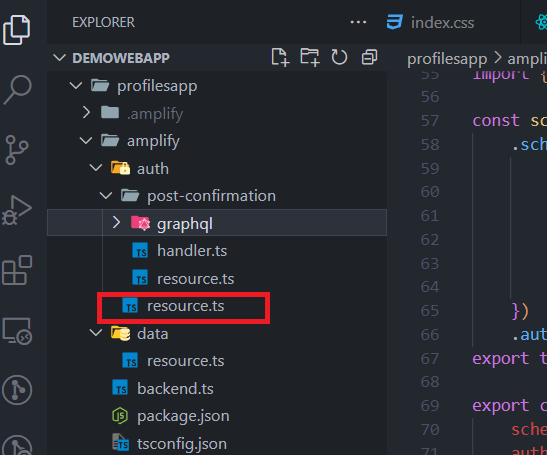 EXPLORER
index.css
DEMOWEBAPP
profilesapp
.amplify
amplify
auth
post-confirmation
graphql
handler.ts
resource.ts
resource.ts
data
resource.ts
backend.ts
package.json
tsconfig.json
profilesapp > ampli
55 import {
56
57 const sc
58 .sch
59
60
61
62
63
64
65 })
66 .aut
67 export t
68
69 export c
70 sche
71 auth